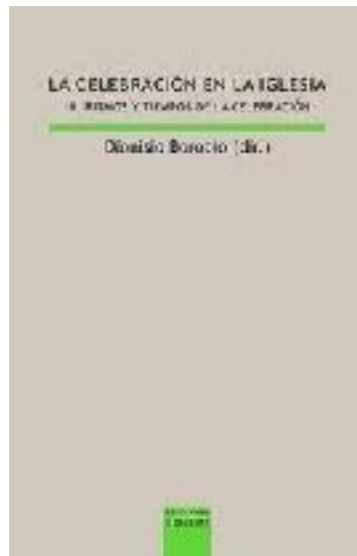 LA CELEBRACIÓN EN LA IGLESIA
RITMOS Y TIEMPOS DE LA CELEBRACIÓN
Dionisio Borobio (dir.)